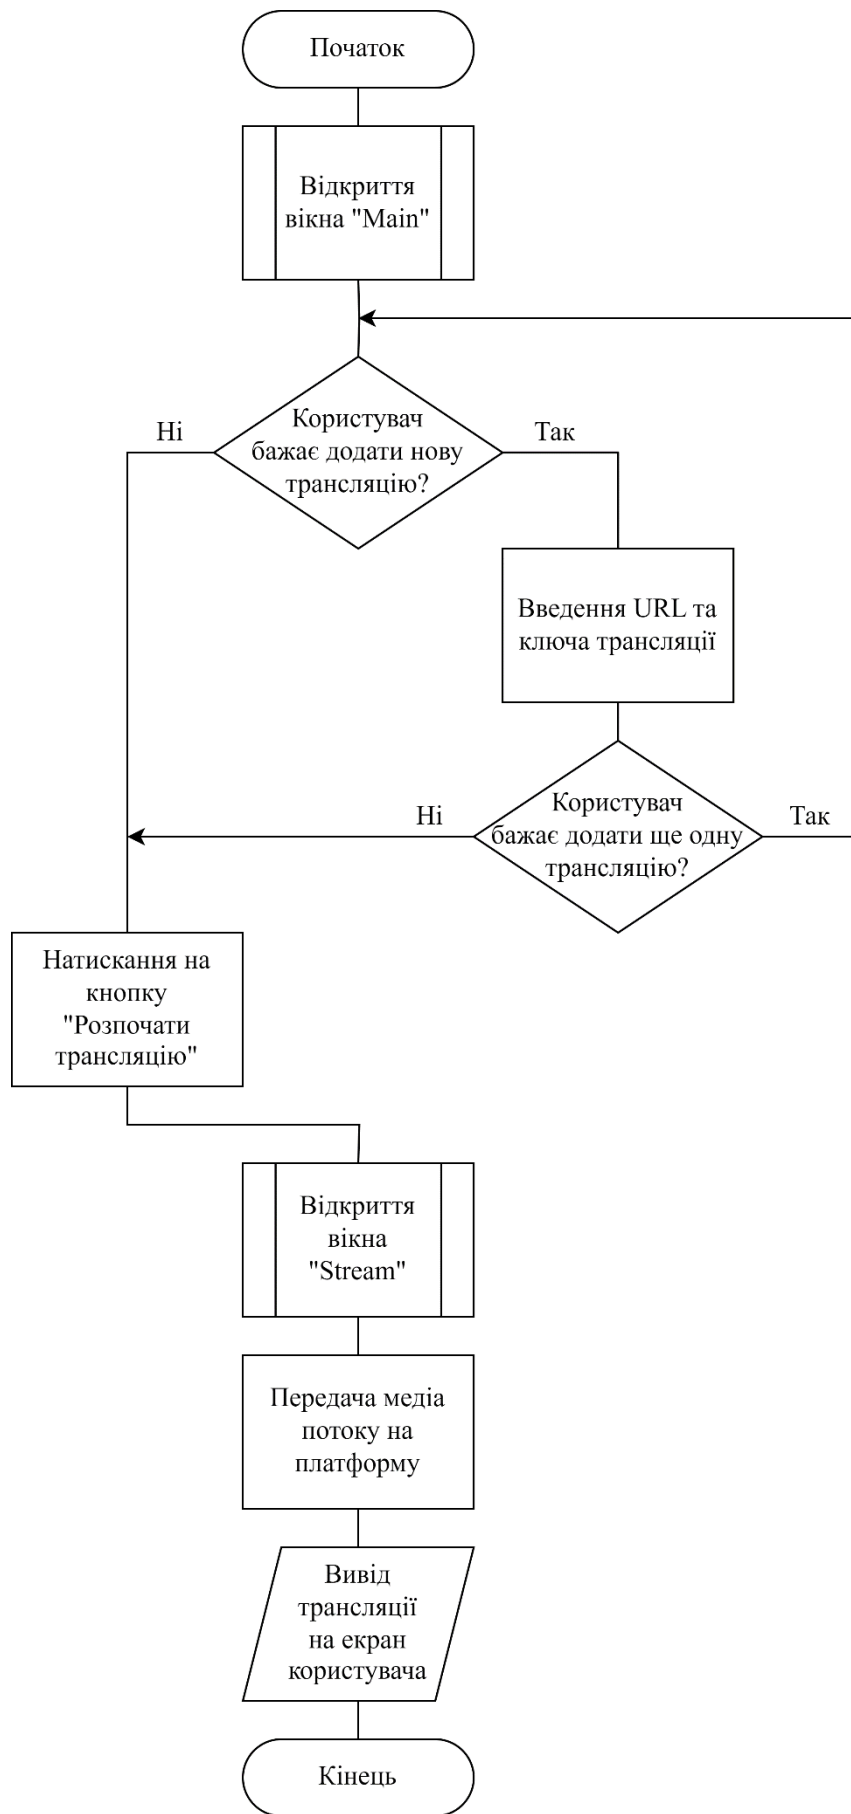 Початок
Відкриття
вікна "Main"
Користувач
бажає додати нову
трансляцію?
Ні
Так
Введення URL та
ключа трансляції
Користувач
бажає додати ще одну
трансляцію?
Ні
Так
Натискання на
кнопку
"Розпочати
трансляцію"
Відкриття
вікна
"Stream"
Передача медіа
потоку на
платформу
Вивід
трансляції
на екран
користувача
Кінець